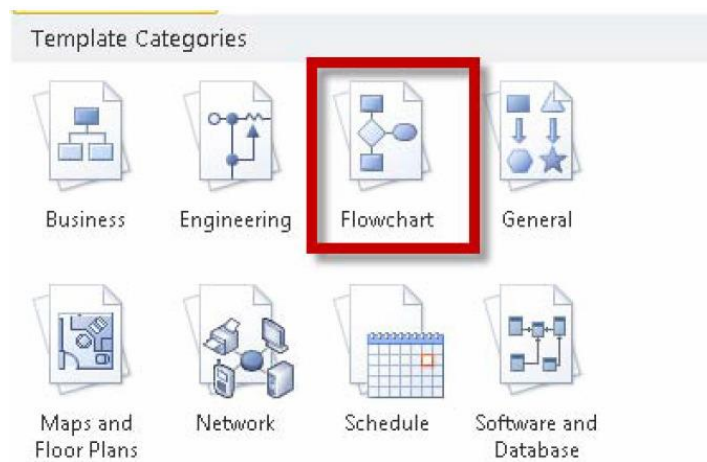 Template Categories
Business Engineering Flowchart General
Maps and Floor Plans Network Schedule Software and Database